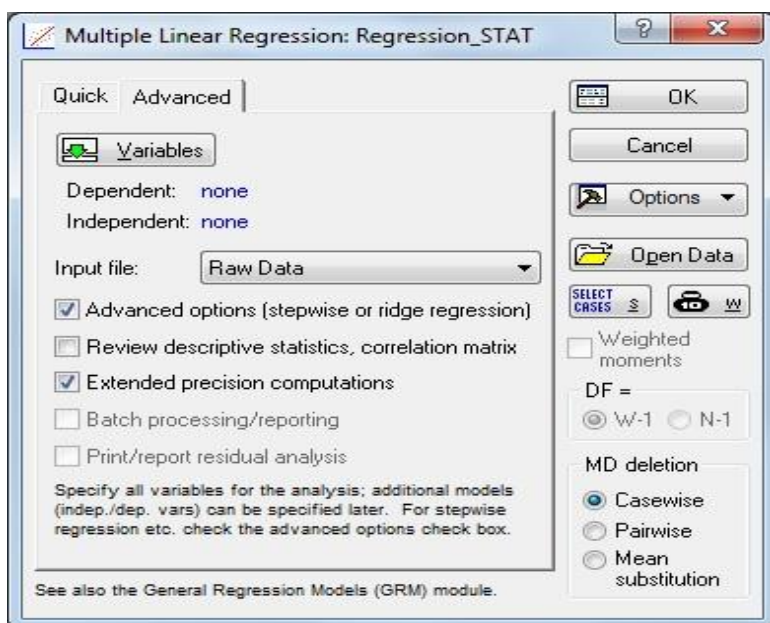 Multiple Linear Regression: Regression_STAT
?
X
Quick Advanced
Variables
Dependent: none
Independent: none
Input file: Raw Data
Advanced options (stepwise or ridge regression)
Review descriptive statistics, correlation matrix
Extended precision computations
Batch processing/reporting
Print/report residual analysis
Specify all variables for the analysis; additional models
(indep./dep. vars) can be specified later. For stepwise
regression etc. check the advanced options check box.
See also the General Regression Models (GRM) module.
OK
Cancel
Options
Open Data
SELECT
CASES S
W
Weighted
moments
DF =
W-1 N-1
MD deletion
Casewise
Pairwise
Mean
substitution